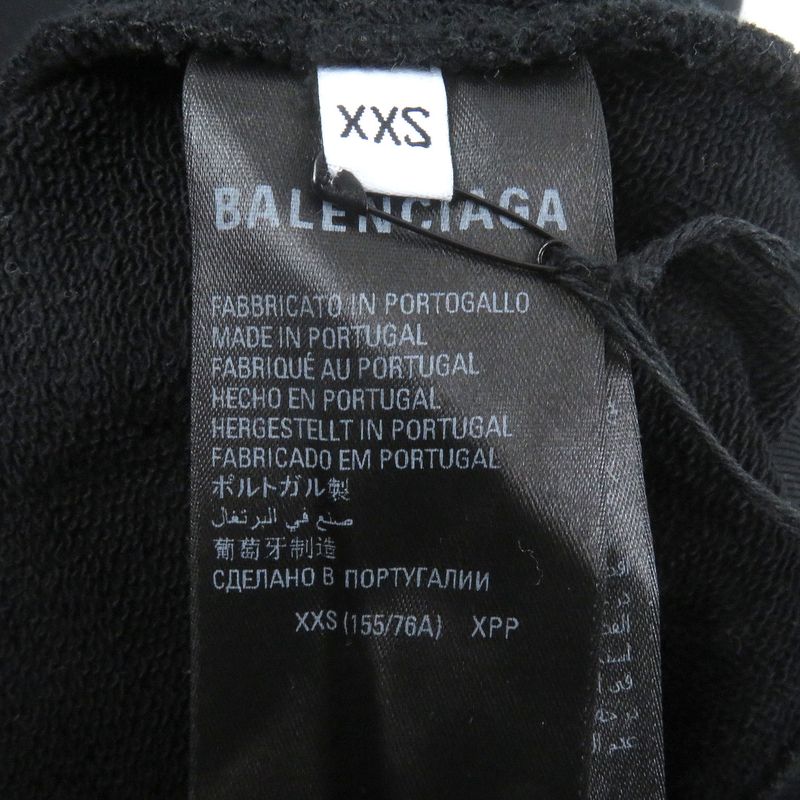 XXS
BALENCIAGA
FABBRICATO IN PORTOGALLO
MADE IN PORTUGAL
FABRIQUÉ AU PORTUGAL
HECHO EN PORTUGAL
HERGESTELLT IN PORTUGAL
FABRICADO EM PORTUGAL
ポルトガル製
صنع في البرتغال
葡萄牙制造
СДЕЛАНО В ПОРТУГАЛИИ
XXS (155/76A) XPP